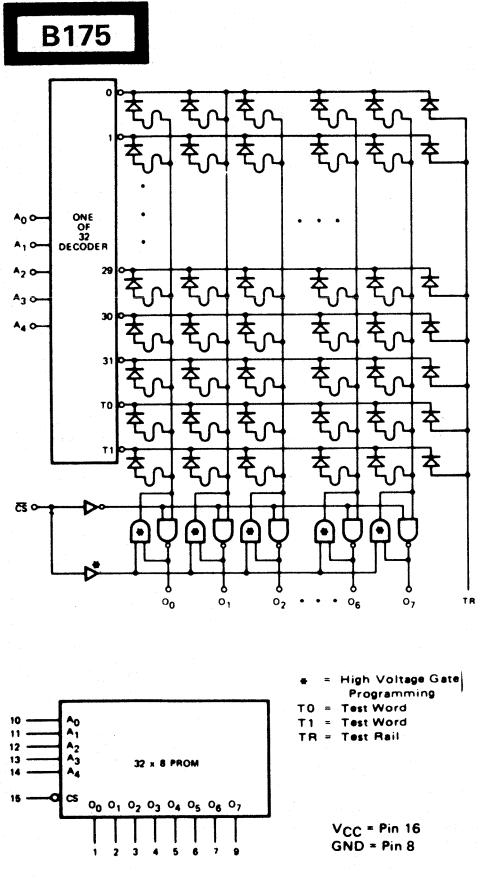 B175
0
1
A0
A1
A2
A3
A4
ONE
OF
32
DECODER
29
30
31
T0
T1
CS
*
* * * * *
O0 O1 O2 . . . . O6 O7 TR
* = High Voltage Gate
Programming
T0 = Test Word
T1 = Test Word
TR = Test Rail
10 A0
11 A1
12 A2
13 A3
14 A4
15 CS
32 x 8 PROM
O0 O1 O2 O3 O4 O5 O6 O7
1 2 3 4 5 6 7 9
VCC = Pin 16
GND = Pin 8